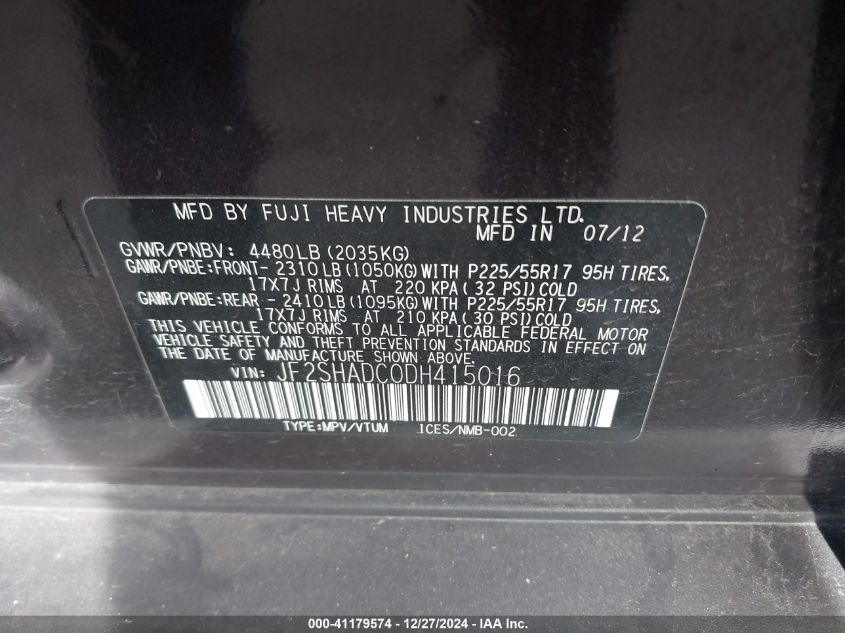 MFD BY FUJI HEAVY INDUSTRIES LTD.
MFD IN 07/12
GVWR/PNBV: 4480LB (2035KG)
GAWR/PNBE:FRONT- 2310LB(1050KG)WITH P225/55R17 95H TIRES,
17X7J RIMS AT 220 KPA(32 PSI)COLD
GAWR/PNBE:REAR - 2410LB(1095KG)WITH P225/55R17 95H TIRES,
17X7J RIMS AT 210 KPA(30 PSI)COLD
THIS VEHICLE CONFORMS TO ALL APPLICABLE FEDERAL MOTOR
VEHICLE SAFETY AND THEFT PREVENTION STANDARDS IN EFFECT ON
THE DATE OF MANUFACTURE SHOWN ABOVE.
VIN: JF2SHADC0DH415016
TYPE:MPV/VTUM ICES/NMB-002
000-41179574 - 12/27/2024 - IAA Inc.